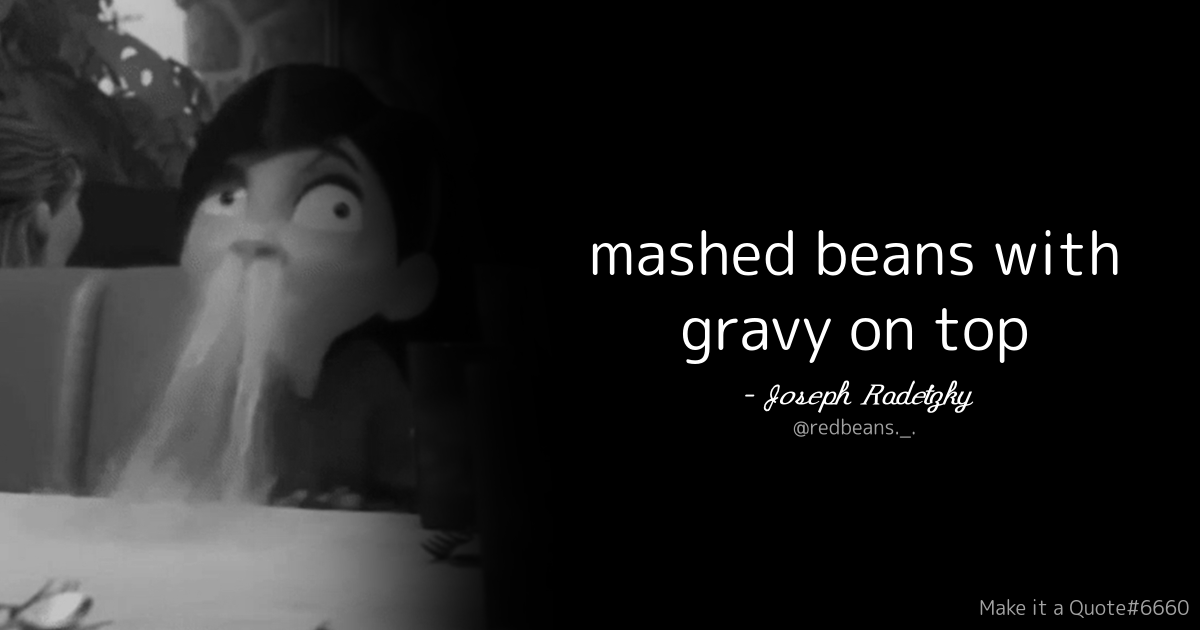 mashed beans with
gravy on top
- Joseph Radetzky
@redbeans._.
Make it a Quote#6660